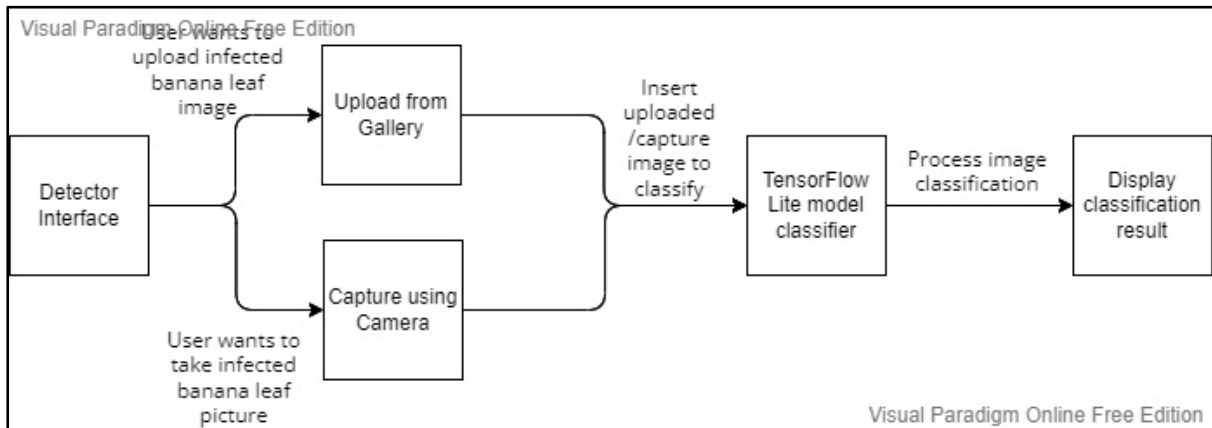 Visual Paradigm Online Free Edition
User wants to
upload infected
banana leaf
image
Upload from
Gallery
Detector
Interface
Capture using
Camera
User wants to
take infected
banana leaf
picture
Insert
uploaded
/capture
image to
classify
TensorFlow
Lite model
classifier
Process image
classification
Display
classification
result
Visual Paradigm Online Free Edition